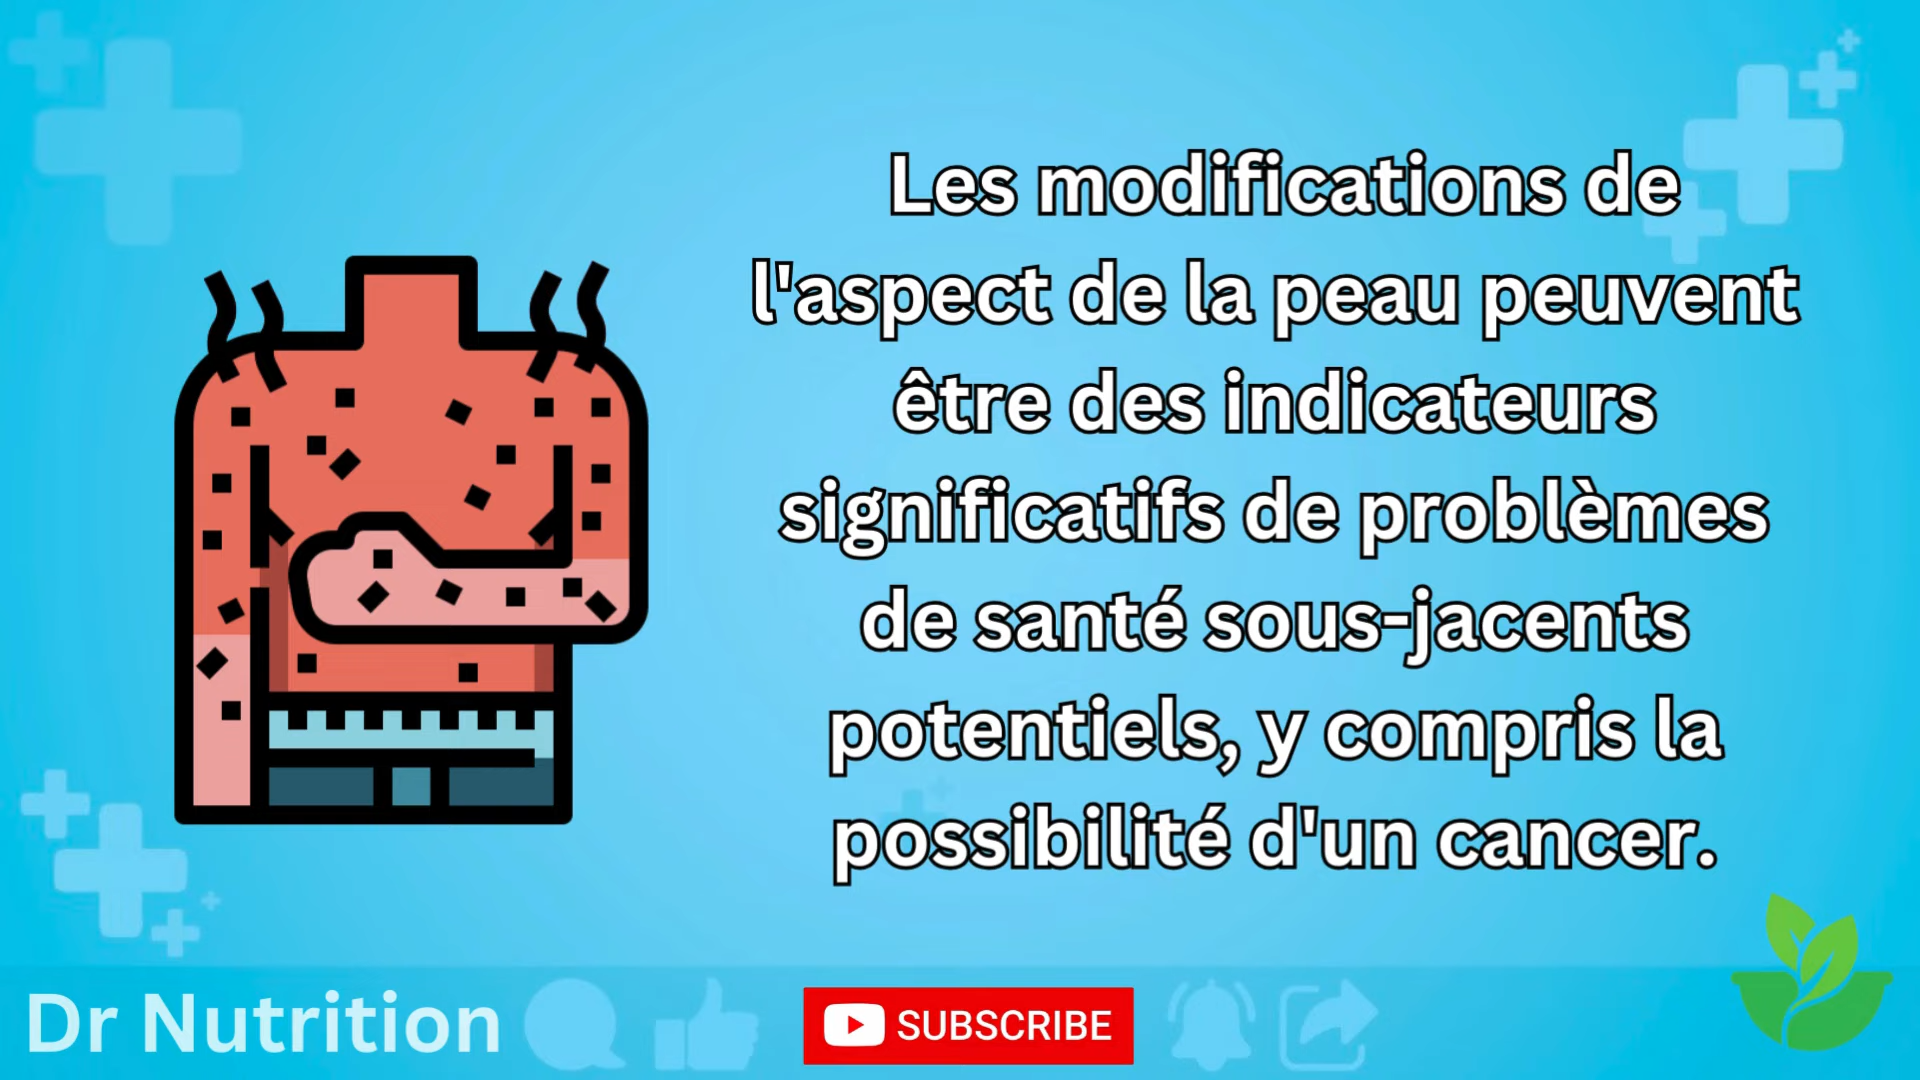 Les modifications de
l'aspect de la peau peuvent
être des indicateurs
significatifs de problèmes
de santé sous-jacents
potentiels, y compris la
possibilité d'un cancer.
Dr Nutrition
SUBSCRIBE